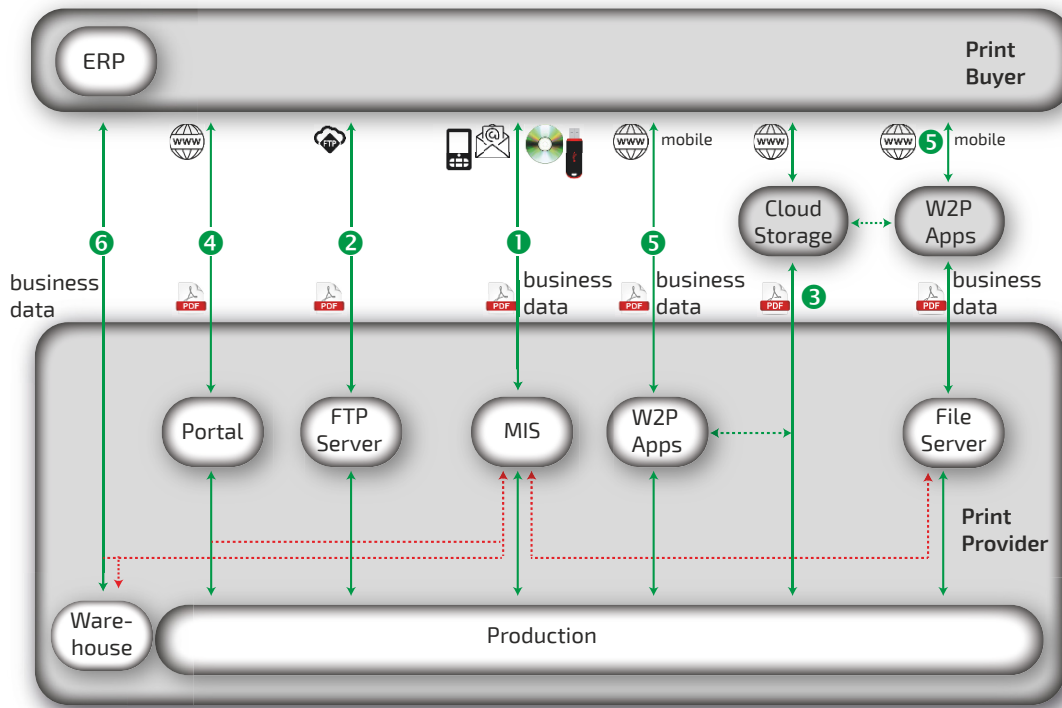 ERP
Print
Buyer
WWW
FTP
@
WWW
mobile
WWW
WWW
5
mobile
Cloud
Storage
W2P
Apps
6
4
2
1
5
business
data
PDF
PDF
PDF
business
data
PDF
business
data
PDF
3
PDF
business
data
Portal
FTP
Server
MIS
W2P
Apps
File
Server
Print
Provider
Ware-
house
Production